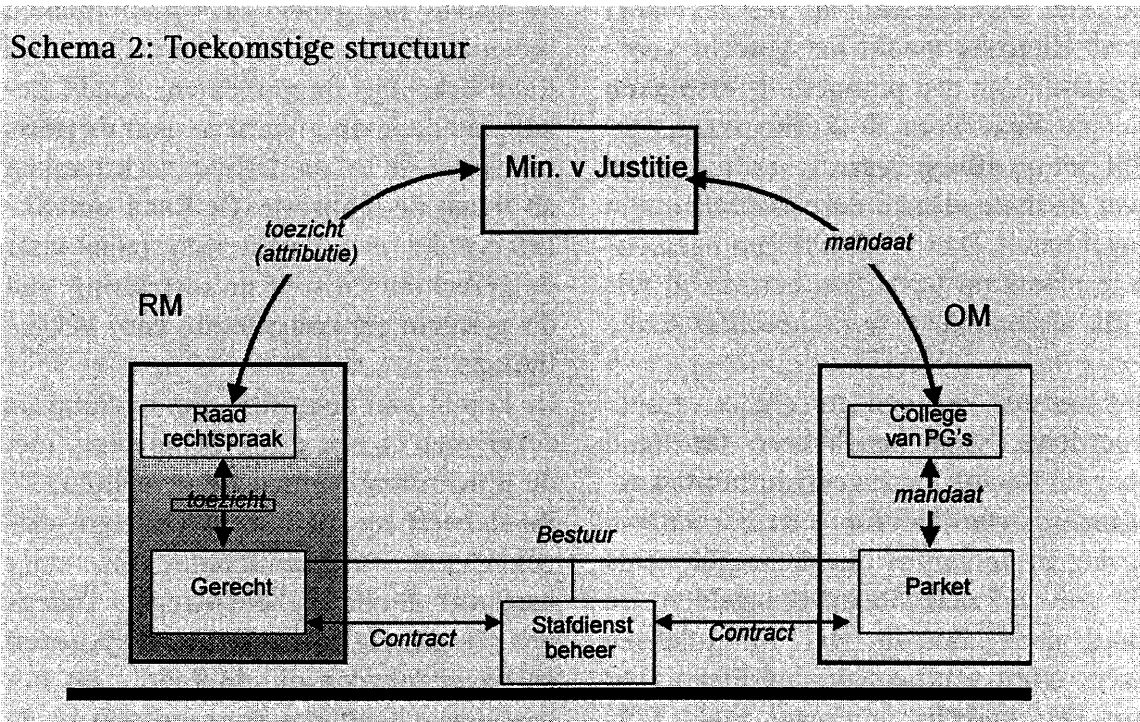 Schema 2: Toekomstige structuur
Min. v Justitie
toezicht
(attributie)
mandaat
RM
OM
Raad
rechtspraak
College
van PG's
toezicht
mandaat
Bestuur
Gerecht
Parket
Stafdienst
beheer
Contract
Contract